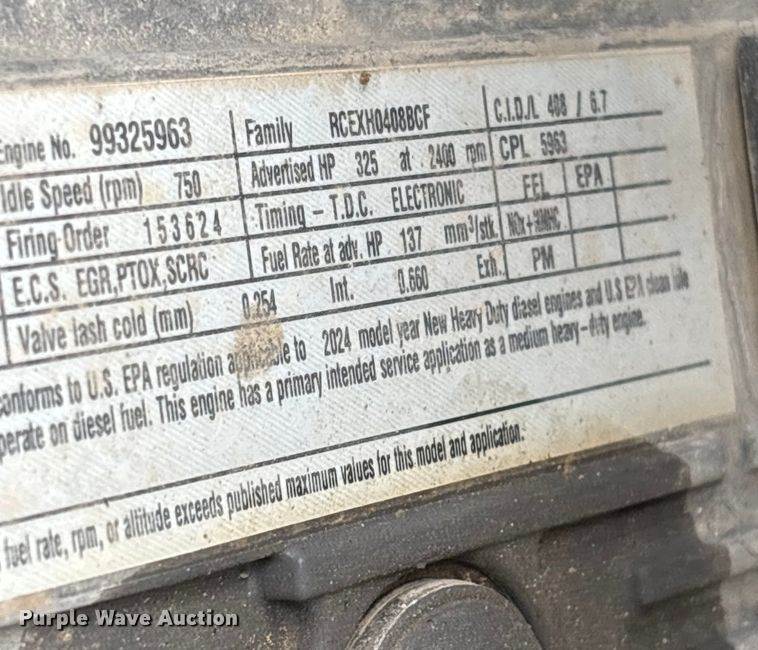 Engine No. 99325963 Family RCEXH0408BCF C.I.D./L 408 / 6.7
Idle Speed (rpm) 750 Advertised HP 325 at 2400 rpm CPL 5963
Firing Order 153624 Timing - T.D.C. ELECTRONIC FEL EPA
E.C.S. EGR,PTOX,SCRC Fuel Rate at adv. HP 137 mm³/stk. NOx+NMHC
Valve lash cold (mm) 0.254 Int. 0.660 Exh. PM
conforms to U.S. EPA regulation applicable to 2024 model year New Heavy Duty diesel engines and U.S EPA clean idle
operate on diesel fuel. This engine has a primary intended service application as a medium heavy-duty engine.
fuel rate, rpm, or altitude exceeds published maximum values for this model and application.
Purple Wave Auction